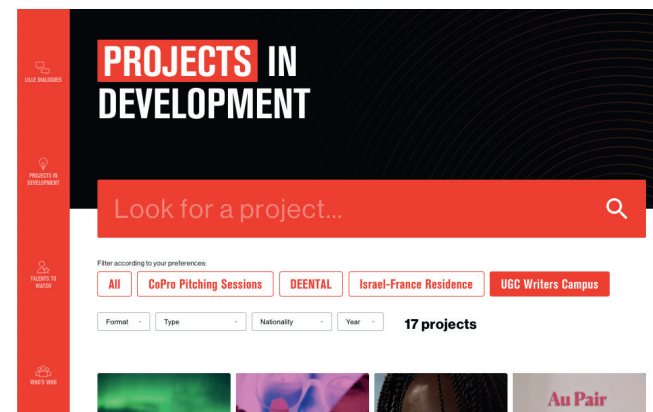 LILLE DIALOGUES
PROJECTS IN
DEVELOPMENT
TALENTS TO
WATCH
WHO'S WHO
PROJECTS IN
DEVELOPMENT
Look for a project...
Filter according to your preferences:
All
CoPro Pitching Sessions
DEENTAL
Israel-France Residence
UGC Writers Campus
Format
Type
Nationality
Year
17 projects
Au Pair